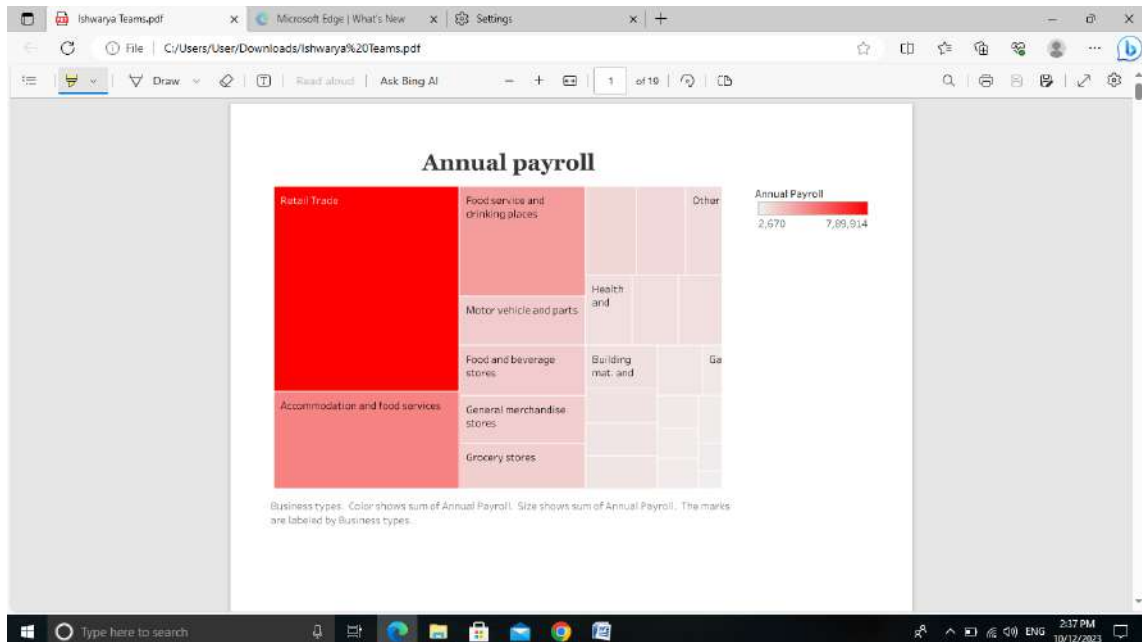 Ishwarya Teams.pdf
Microsoft Edge | What's New
Settings
File
C:/Users/User/Downloads/Ishwarya%20Teams.pdf
Draw
Read aloud
Ask Bing AI
1
of 10
Annual payroll
Retail Trade
Food service and
drinking places
Other
Annual Payroll
2,670
7,89,914
Health
and
Motor vehicle and parts
Food and beverage
stores
Building
mat. and
Ga
Accommodation and food services
General merchandise
stores
Grocery stores
Business types. Color shows sum of Annual Payroll. Size shows sum of Annual Payroll. The marks
are labeled by Business types.
Type here to search
ENG
2:37 PM
10/12/2023